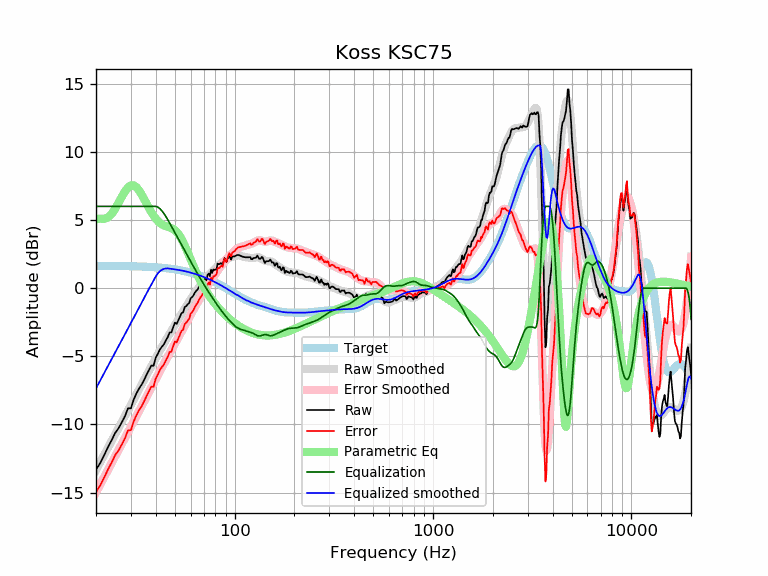 Koss KSC75
15
10
5
0
−5
−10
−15
Amplitude (dBr)
Target
Raw Smoothed
Error Smoothed
Raw
Error
Parametric Eq
Equalization
Equalized smoothed
100
1000
10000
Frequency (Hz)